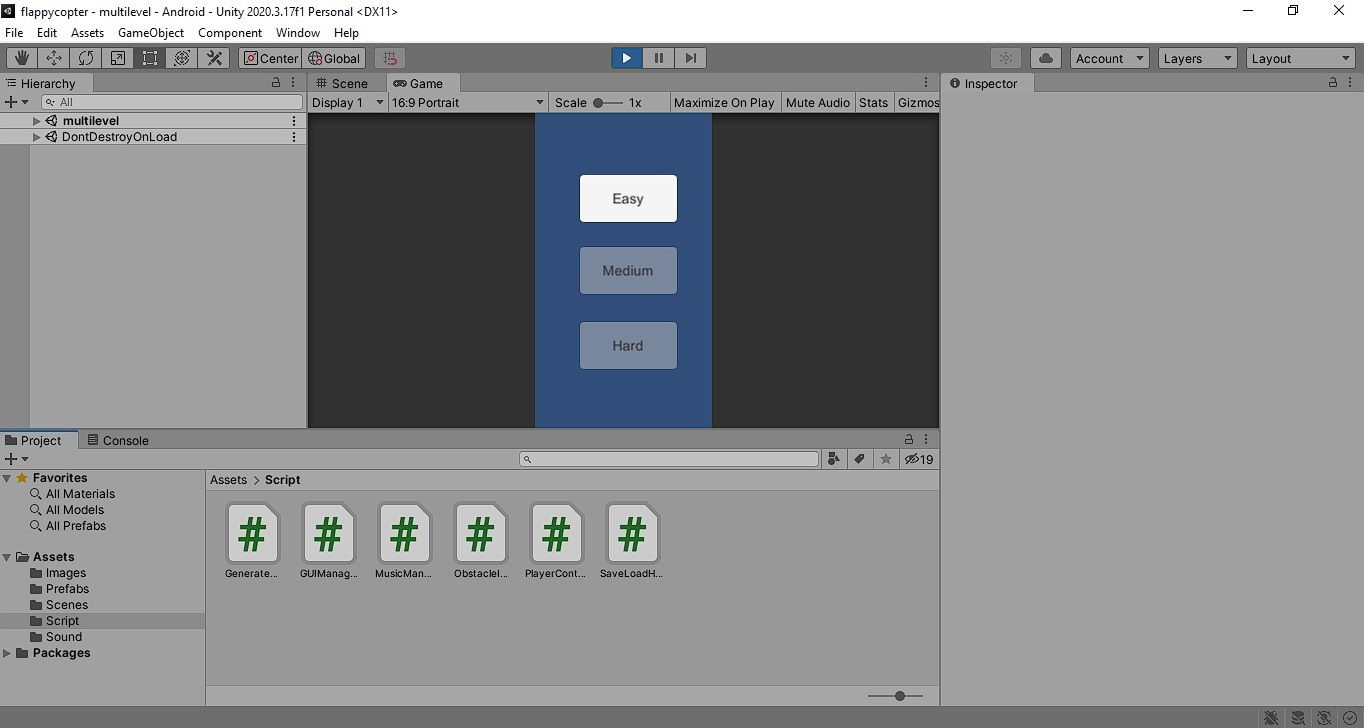 flappycopter - multilevel - Android - Unity 2020.3.17f1 Personal <DX11>
File Edit Assets GameObject Component Window Help
Center Global Account Layers Layout
Hierarchy Scene Game Inspector
All Display 1 16:9 Portrait Scale 1x Maximize On Play Mute Audio Stats Gizmos
multilevel
DontDestroyOnLoad
Easy
Medium
Hard
Project Console
19
Favorites
All Materials
All Models
All Prefabs
Assets
Images
Prefabs
Scenes
Script
Sound
Packages
Assets > Script
# # # # # #
Generate... GUIManag... MusicMan... ObstacleI... PlayerCont... SaveLoadH...